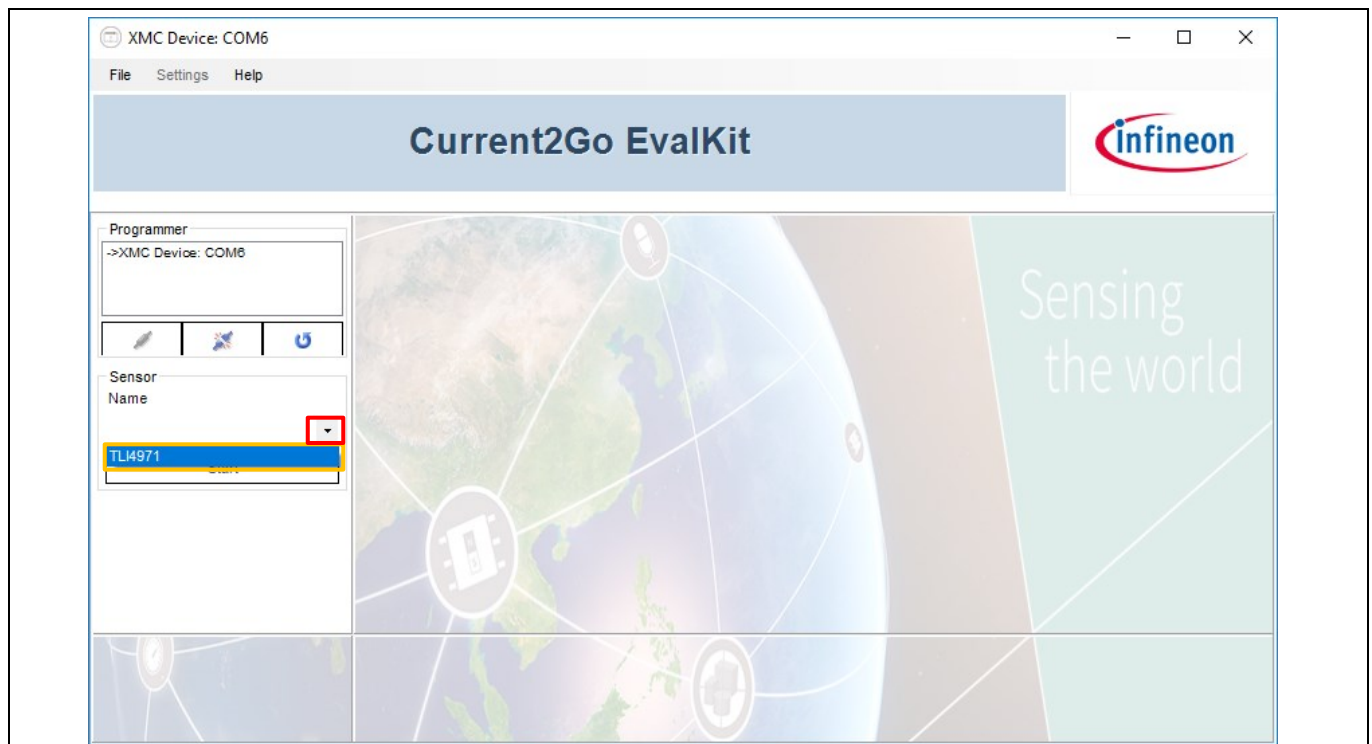 XMC Device: COM6
File Settings Help
Current2Go EvalKit
infineon
Programmer
->XMC Device: COM6
Sensor
Name
TLI4971
Sensing
the world